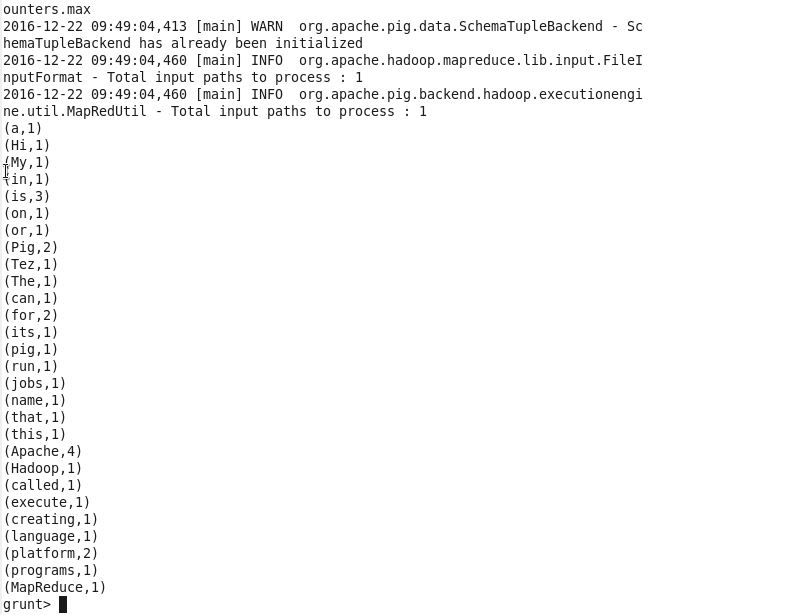 ounters.max
2016-12-22 09:49:04,413 [main] WARN  org.apache.pig.data.SchemaTupleBackend - Sc
hemaTupleBackend has already been initialized
2016-12-22 09:49:04,460 [main] INFO  org.apache.hadoop.mapreduce.lib.input.FileI
nputFormat - Total input paths to process : 1
2016-12-22 09:49:04,460 [main] INFO  org.apache.pig.backend.hadoop.executionengi
ne.util.MapRedUtil - Total input paths to process : 1
(a,1)
(Hi,1)
(My,1)
(in,1)
(is,3)
(on,1)
(or,1)
(Pig,2)
(Tez,1)
(The,1)
(can,1)
(for,2)
(its,1)
(pig,1)
(run,1)
(jobs,1)
(name,1)
(that,1)
(this,1)
(Apache,4)
(Hadoop,1)
(called,1)
(execute,1)
(creating,1)
(language,1)
(platform,2)
(programs,1)
(MapReduce,1)
grunt>